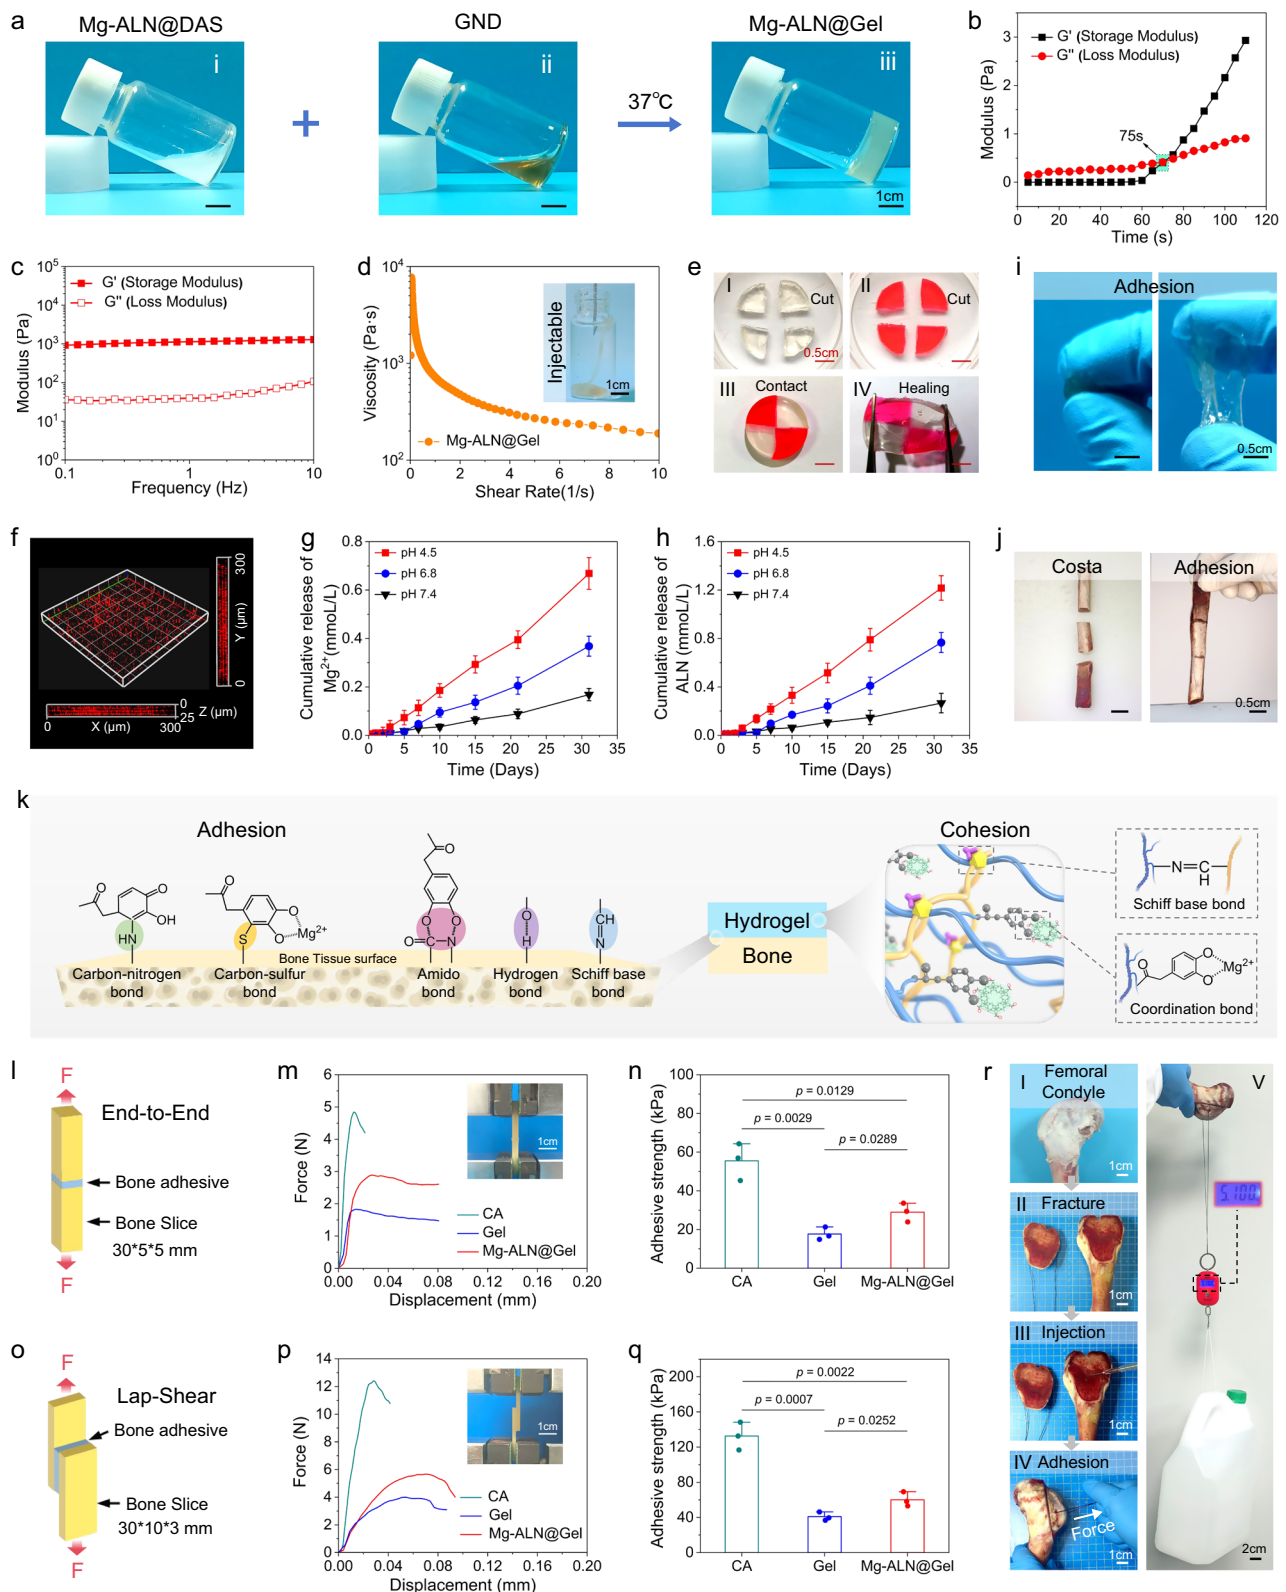 a
Mg-ALN@DAS
GND
Mg-ALN@Gel
i
ii
iii
+
37℃
1cm
b
G' (Storage Modulus)
G'' (Loss Modulus)
Modulus (Pa)
3
2
1
0
75s
0 20 40 60 80 100 120
Time (s)
c
G' (Storage Modulus)
G'' (Loss Modulus)
Modulus (Pa)
10⁵
10⁴
10³
10²
10¹
10⁰
0.1 1 10
Frequency (Hz)
d
Viscosity (Pa·s)
10⁴
10³
10²
Injectable
1cm
Mg-ALN@Gel
0 2 4 6 8 10
Shear Rate(1/s)
e
I
Cut
0.5cm
II
Cut
III
Contact
IV
Healing
i
Adhesion
0.5cm
f
300
Y (µm)
0
0
25
Z (µm)
0
X (µm)
300
g
Cumulative release of
Mg²⁺(mmoL/L)
pH 4.5
pH 6.8
pH 7.4
0.8
0.6
0.4
0.2
0
0 5 10 15 20 25 30 35
Time (Days)
h
Cumulative release of
ALN (mmoL/L)
pH 4.5
pH 6.8
pH 7.4
1.6
1.2
0.8
0.4
0.0
0 5 10 15 20 25 30 35
Time (Days)
j
Costa
Adhesion
0.5cm
k
Adhesion
O
O
OH
HN
O
S
O
O
Mg²⁺
O
O
O
O
C
N
O
H
CH
N
Bone Tissue surface
Carbon-nitrogen
bond
Carbon-sulfur
bond
Amido
bond
Hydrogen
bond
Schiff base
bond
Hydrogel
Bone
Cohesion
N=C
H
Schiff base bond
O
O
O
Mg²⁺
Coordination bond
l
F
End-to-End
Bone adhesive
Bone Slice
30*5*5 mm
F
m
Force (N)
6
5
4
3
2
1
0
1cm
CA
Gel
Mg-ALN@Gel
0.00 0.04 0.08 0.12 0.16 0.20
Displacement (mm)
n
Adhesive strength (kPa)
100
80
60
40
20
0
p = 0.0129
p = 0.0029
p = 0.0289
CA Gel Mg-ALN@Gel
o
F
Lap-Shear
Bone adhesive
Bone Slice
30*10*3 mm
F
p
Force (N)
14
12
10
8
6
4
2
0
1cm
CA
Gel
Mg-ALN@Gel
0.00 0.04 0.08 0.12 0.16 0.20
Displacement (mm)
q
Adhesive strength (kPa)
200
160
120
80
40
0
p = 0.0022
p = 0.0007
p = 0.0252
CA Gel Mg-ALN@Gel
r
I
Femoral
Condyle
1cm
II
Fracture
1cm
III
Injection
1cm
IV
Adhesion
Force
1cm
V
5.100
2cm